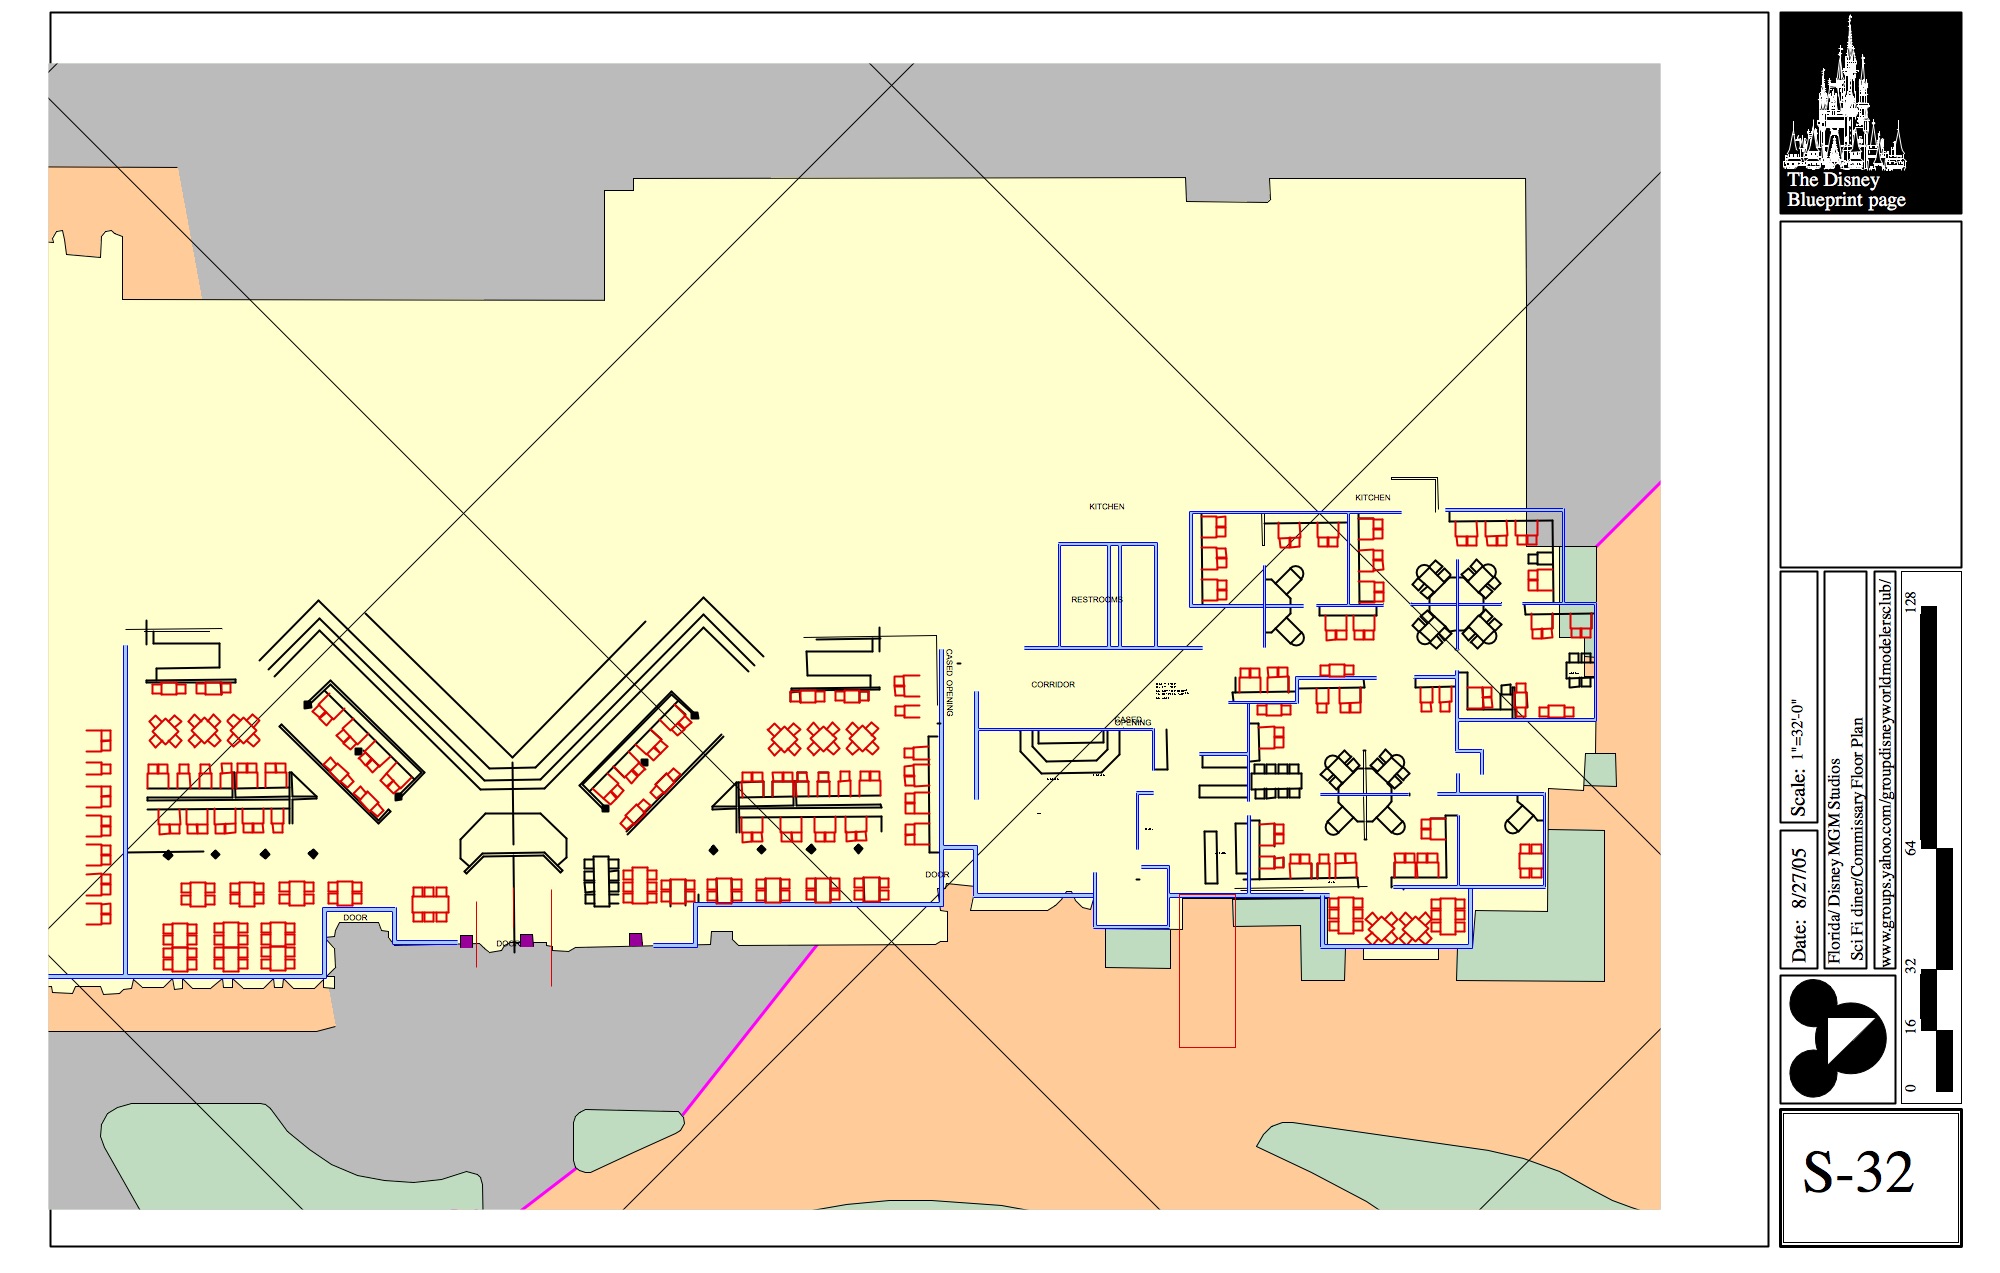 The Disney
Blueprint page
KITCHEN
KITCHEN
RESTROOMS
CASED OPENING
CORRIDOR
CASED
OPENING
DOOR
DOOR
DOOR
Date: 8/27/05
Scale: 1"=32'-0"
Florida/ Disney MGM Studios
Sci Fi diner/Commissary Floor Plan
www.groups.yahoo.com/groupdisneyworldmodelersclub/
128
64
32
16
0
S-32